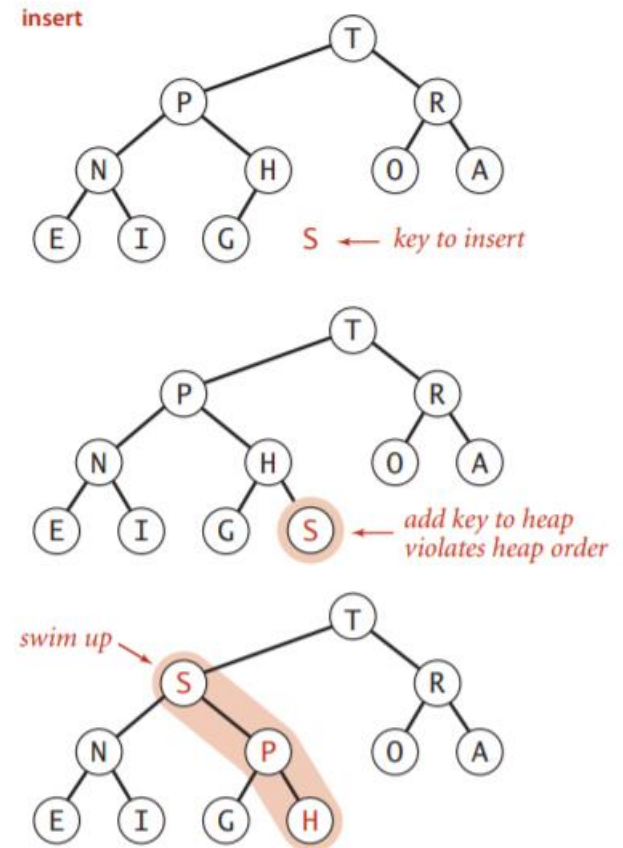 insert
T
P R
N H O A
E I G S ← key to insert
T
P R
N H O A
E I G S ← add key to heap
violates heap order
T
swim up
S R
N P O A
E I G H